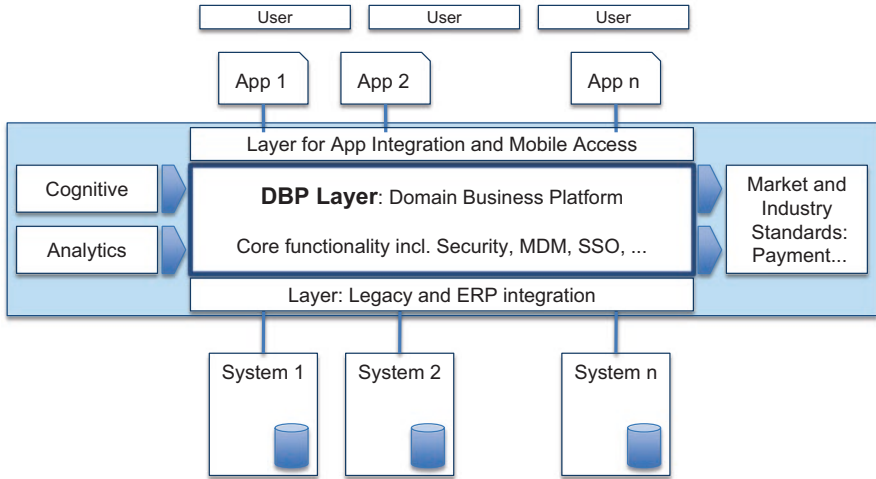 User
User
User
App 1
App 2
App n
Layer for App Integration and Mobile Access
Cognitive
Analytics
DBP Layer: Domain Business Platform
Core functionality incl. Security, MDM, SSO, ...
Market and
Industry
Standards:
Payment...
Layer: Legacy and ERP integration
System 1
System 2
System n